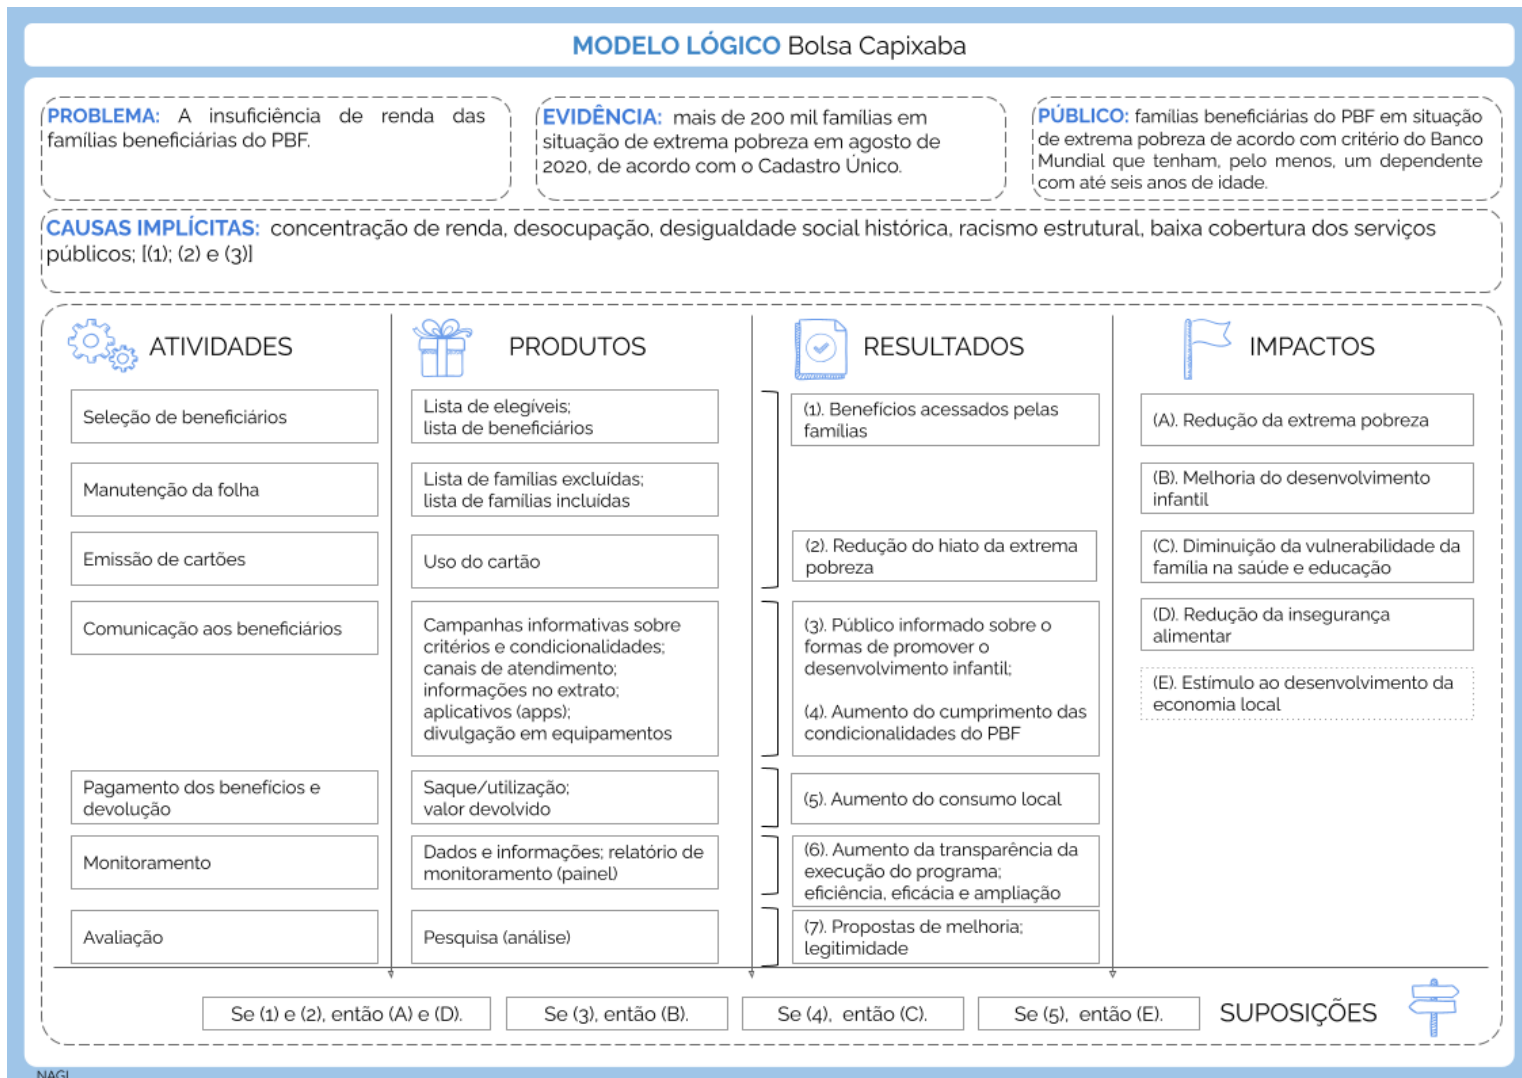 MODELO LÓGICO Bolsa Capixaba
PROBLEMA: A insuficiência de renda das
famílias beneficiárias do PBF.
EVIDÊNCIA: mais de 200 mil famílias em
situação de extrema pobreza em agosto de
2020, de acordo com o Cadastro Único.
PÚBLICO: famílias beneficiárias do PBF em situação
de extrema pobreza de acordo com critério do Banco
Mundial que tenham, pelo menos, um dependente
com até seis anos de idade.
CAUSAS IMPLÍCITAS: concentração de renda, desocupação, desigualdade social histórica, racismo estrutural, baixa cobertura dos serviços
públicos; [(1); (2) e (3)]
ATIVIDADES
Seleção de beneficiários
Manutenção da folha
Emissão de cartões
Comunicação aos beneficiários
Pagamento dos benefícios e
devolução
Monitoramento
Avaliação
PRODUTOS
Lista de elegíveis;
lista de beneficiários
Lista de famílias excluídas;
lista de famílias incluídas
Uso do cartão
Campanhas informativas sobre
critérios e condicionalidades;
canais de atendimento;
informações no extrato;
aplicativos (apps);
divulgação em equipamentos
Saque/utilização;
valor devolvido
Dados e informações; relatório de
monitoramento (painel)
Pesquisa (análise)
RESULTADOS
(1). Benefícios acessados pelas
famílias
(2). Redução do hiato da extrema
pobreza
(3). Público informado sobre o
formas de promover o
desenvolvimento infantil;
(4). Aumento do cumprimento das
condicionalidades do PBF
(5). Aumento do consumo local
(6). Aumento da transparência da
execução do programa;
eficiência, eficácia e ampliação
(7). Propostas de melhoria;
legitimidade
IMPACTOS
(A). Redução da extrema pobreza
(B). Melhoria do desenvolvimento
infantil
(C). Diminuição da vulnerabilidade da
família na saúde e educação
(D). Redução da insegurança
alimentar
(E). Estímulo ao desenvolvimento da
economia local
Se (1) e (2), então (A) e (D).
Se (3), então (B).
Se (4), então (C).
Se (5), então (E).
SUPOSIÇÕES